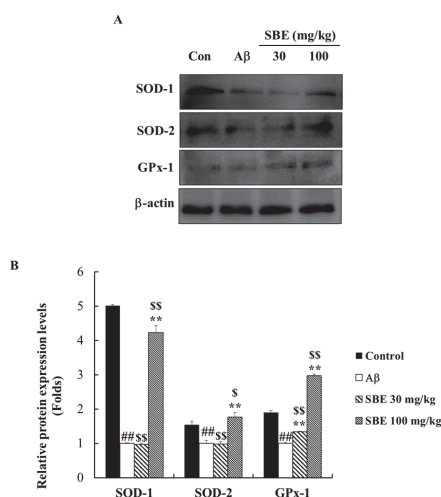 A
SBE (mg/kg)
Con Aβ 30 100
SOD-1
SOD-2
GPx-1
β-actin
B
Relative protein expression levels
(Folds)
6
5
4
3
2
1
0
## $$ $$ **
## $$ $ **
## $$ ** $$ **
SOD-1 SOD-2 GPx-1
Control
Aβ
SBE 30 mg/kg
SBE 100 mg/kg